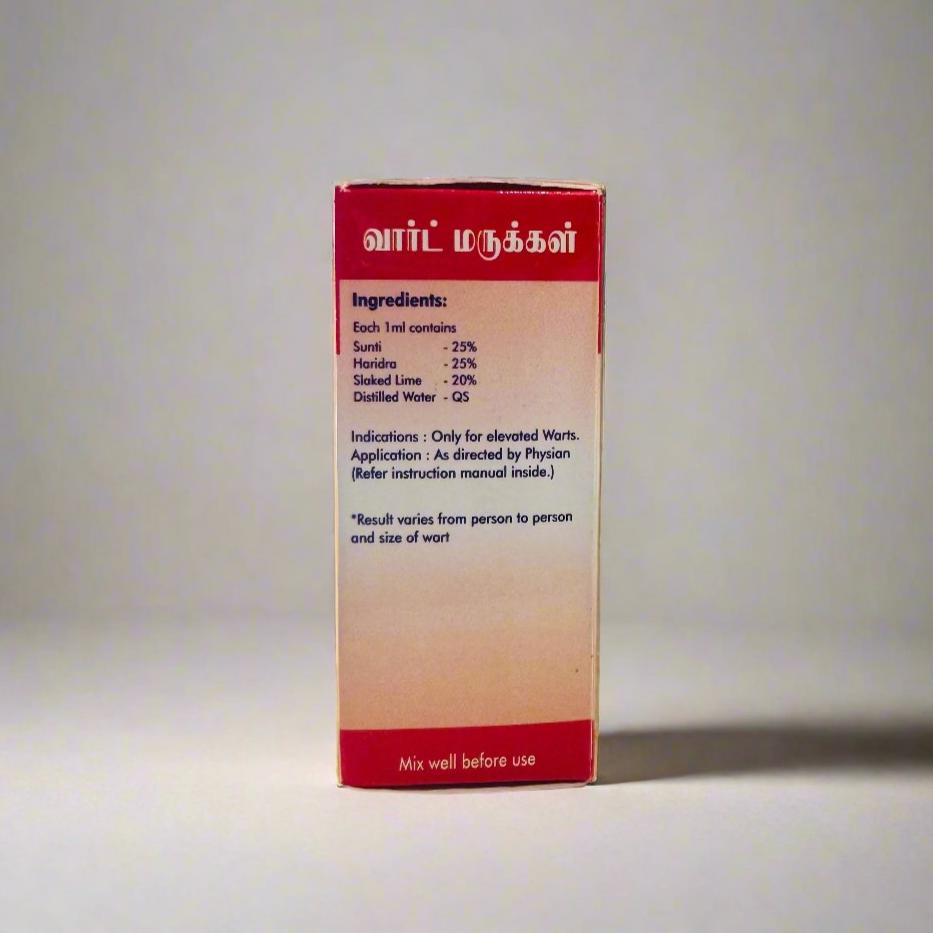 வார்ட் மருக்கள்
Ingredients:
Each 1ml contains
Sunti - 25%
Haridra - 25%
Slaked Lime - 20%
Distilled Water - QS
Indications : Only for elevated Warts.
Application : As directed by Physian
(Refer instruction manual inside.)
*Result varies from person to person
and size of wart
Mix well before use